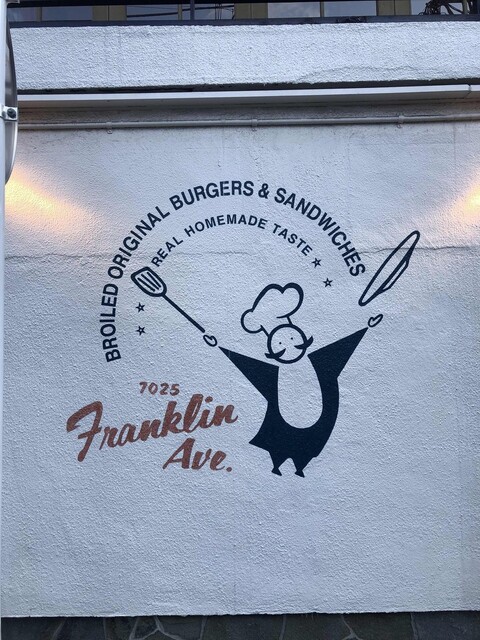 BROILED ORIGINAL BURGERS & SANDWICHES
REAL HOMEMADE TASTE
7025
Franklin
Ave.